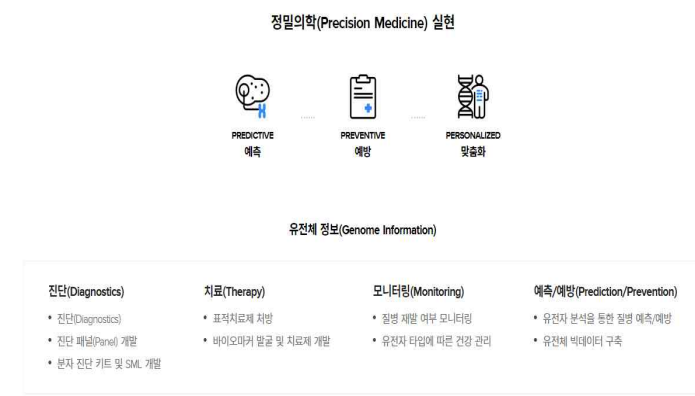 정밀의학(Precision Medicine) 실현
PREDICTIVE
예측
PREVENTIVE
예방
PERSONALIZED
맞춤화
유전체 정보(Genome Information)
진단(Diagnostics)
• 진단(Diagnostics)
• 진단 패널(Panel) 개발
• 분자 진단 키트 및 SML 개발
치료(Therapy)
• 표적치료제 처방
• 바이오마커 발굴 및 치료제 개발
모니터링(Monitoring)
• 질병 재발 여부 모니터링
• 유전자 타입에 따른 건강 관리
예측/예방(Prediction/Prevention)
• 유전자 분석을 통한 질병 예측/예방
• 유전체 빅데이터 구축